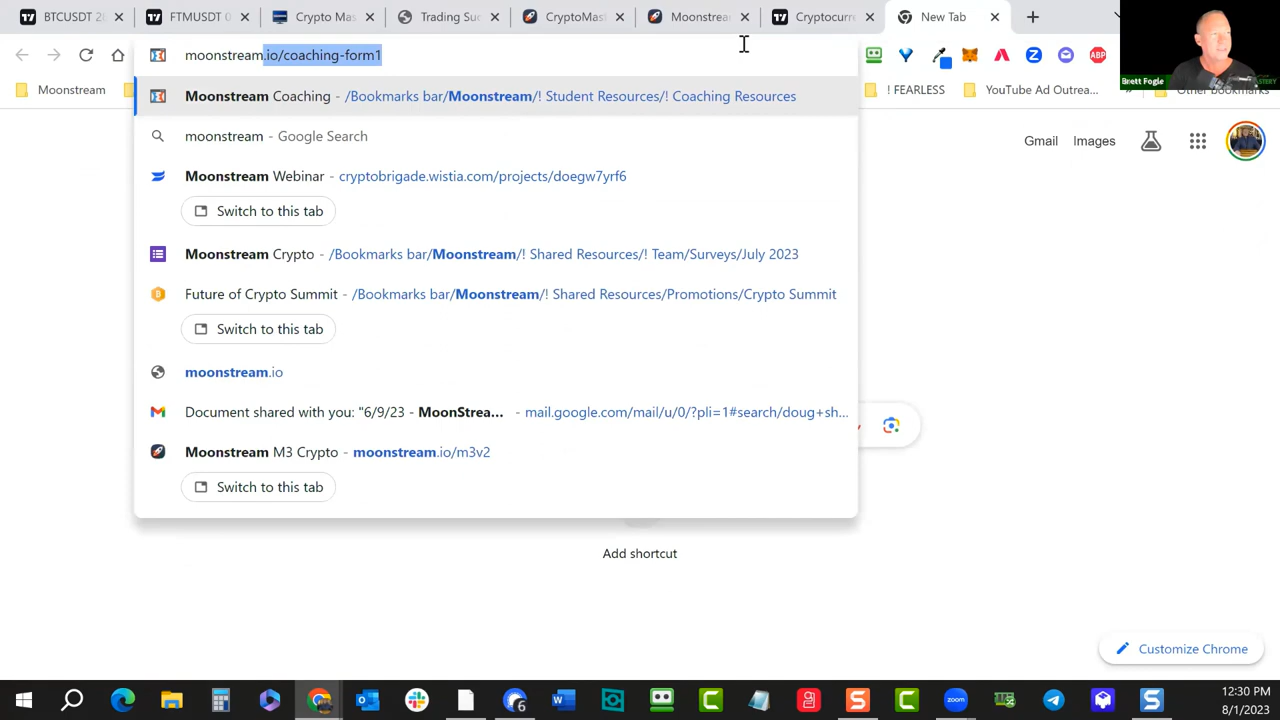 BTCUSDT 28
FTMUSDT 0
Crypto Mas
Trading Suc
CryptoMast
Moonstrea
Cryptocurre
New Tab
moonstream.io/coaching-form1
ABP
Brett Fogle
Moonstream
! FEARLESS
YouTube Ad Outrea...
Other bookmarks
Moonstream Coaching - /Bookmarks bar/Moonstream/! Student Resources/! Coaching Resources
moonstream - Google Search
Gmail
Images
Moonstream Webinar - cryptobrigade.wistia.com/projects/doegw7yrf6
Switch to this tab
Moonstream Crypto - /Bookmarks bar/Moonstream/! Shared Resources/! Team/Surveys/July 2023
Future of Crypto Summit - /Bookmarks bar/Moonstream/! Shared Resources/Promotions/Crypto Summit
Switch to this tab
moonstream.io
Document shared with you: "6/9/23 - MoonStrea... - mail.google.com/mail/u/0/?pli=1#search/doug+sh...
Moonstream M3 Crypto - moonstream.io/m3v2
Switch to this tab
Add shortcut
Customize Chrome
12:30 PM
8/1/2023